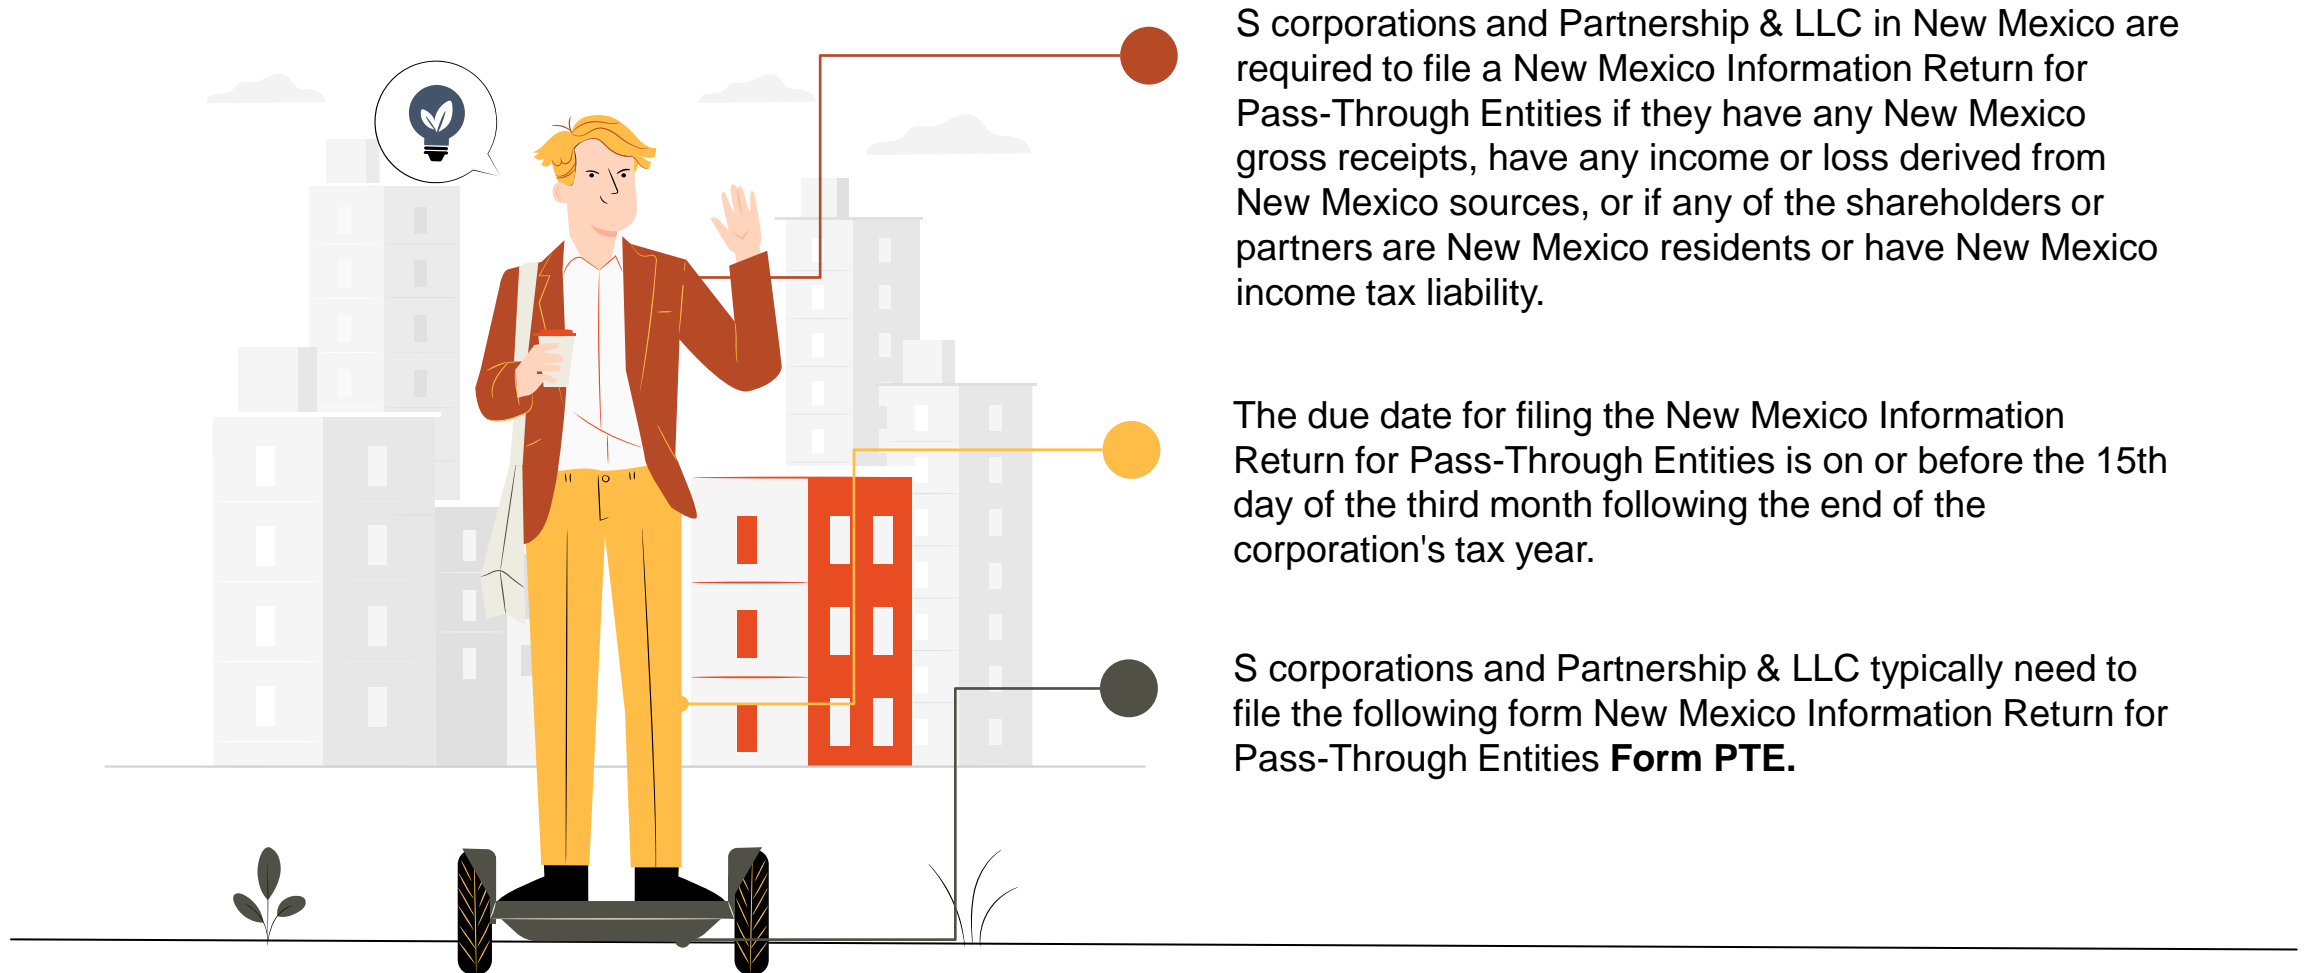 S corporations and Partnership & LLC in New Mexico are
required to file a New Mexico Information Return for
Pass-Through Entities if they have any New Mexico
gross receipts, have any income or loss derived from
New Mexico sources, or if any of the shareholders or
partners are New Mexico residents or have New Mexico
income tax liability.
The due date for filing the New Mexico Information
Return for Pass-Through Entities is on or before the 15th
day of the third month following the end of the
corporation's tax year.
S corporations and Partnership & LLC typically need to
file the following form New Mexico Information Return for
Pass-Through Entities Form PTE.